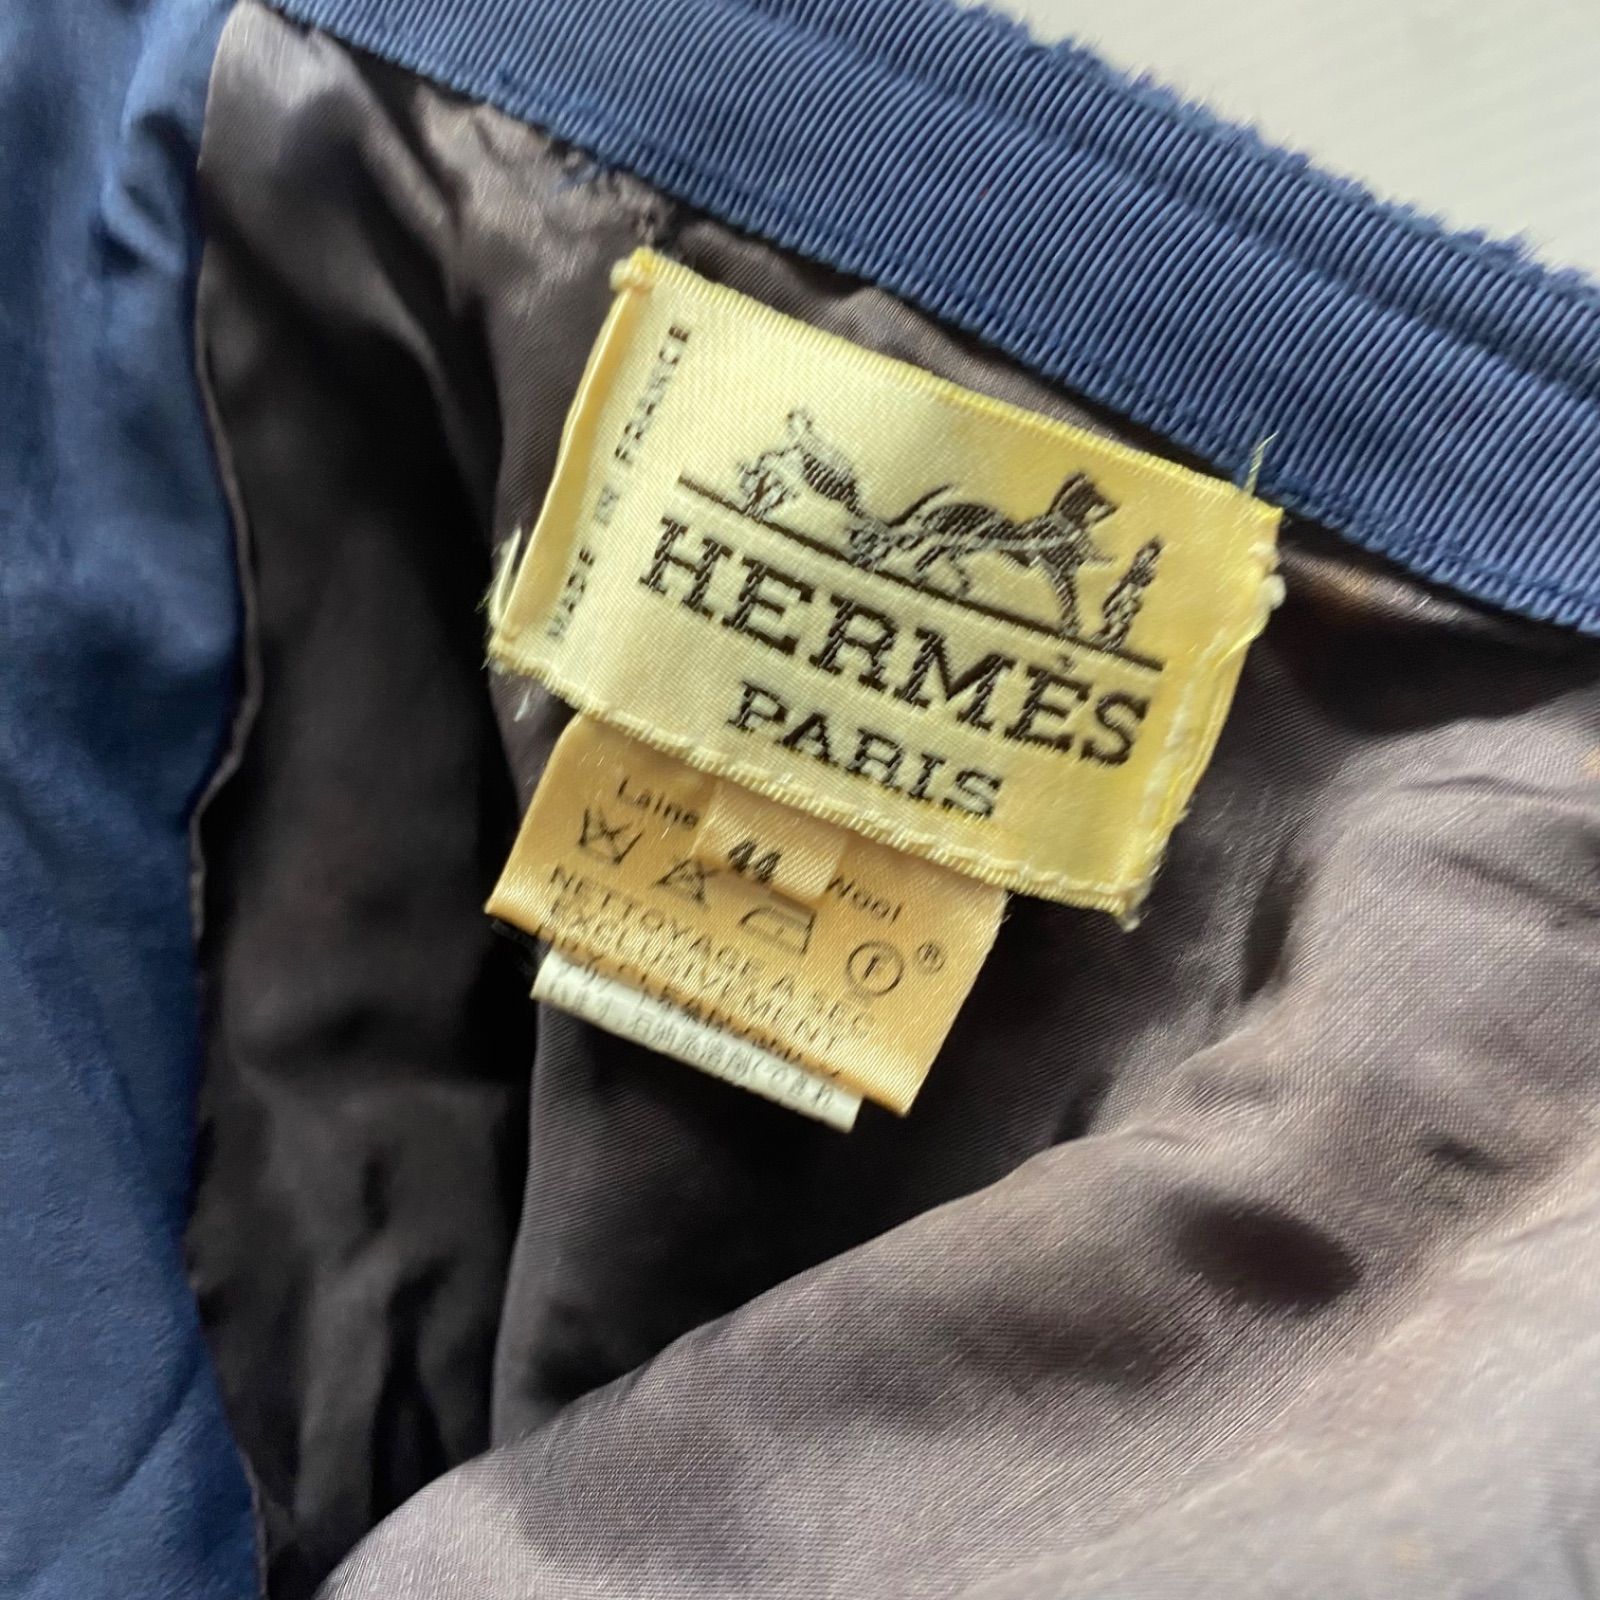 MADE IN FRANCE
HERMÈS
PARIS
Laine
44
Wool
NETTOYAGE A SEC
EXCLUSIVEMENT
F ®